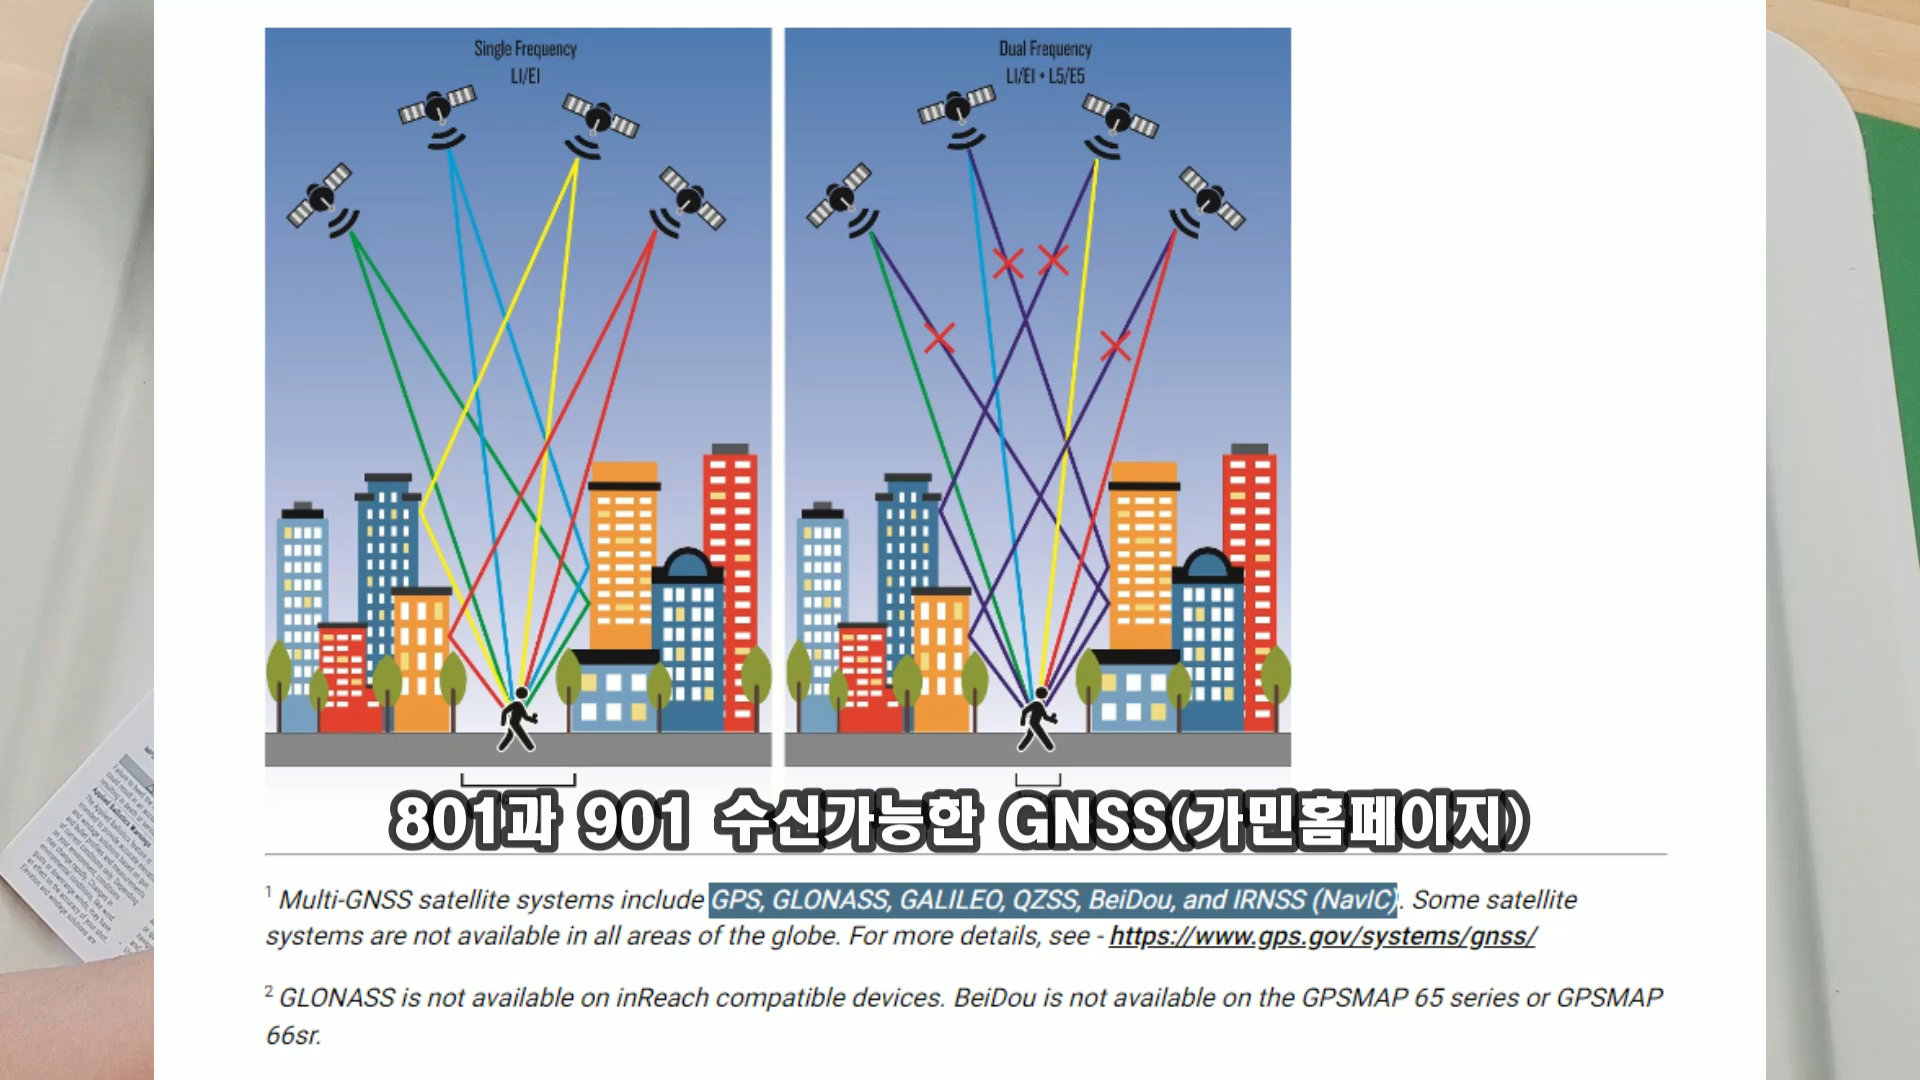 Single Frequency
L1/E1
Dual Frequency
L1/E1 + L5/E5
801과 901 수신가능한 GNSS(가민홈페이지)
1 Multi-GNSS satellite systems include GPS, GLONASS, GALILEO, QZSS, BeiDou, and IRNSS (NavIC). Some satellite
systems are not available in all areas of the globe. For more details, see - https://www.gps.gov/systems/gnss/
2 GLONASS is not available on inReach compatible devices. BeiDou is not available on the GPSMAP 65 series or GPSMAP
66sr.